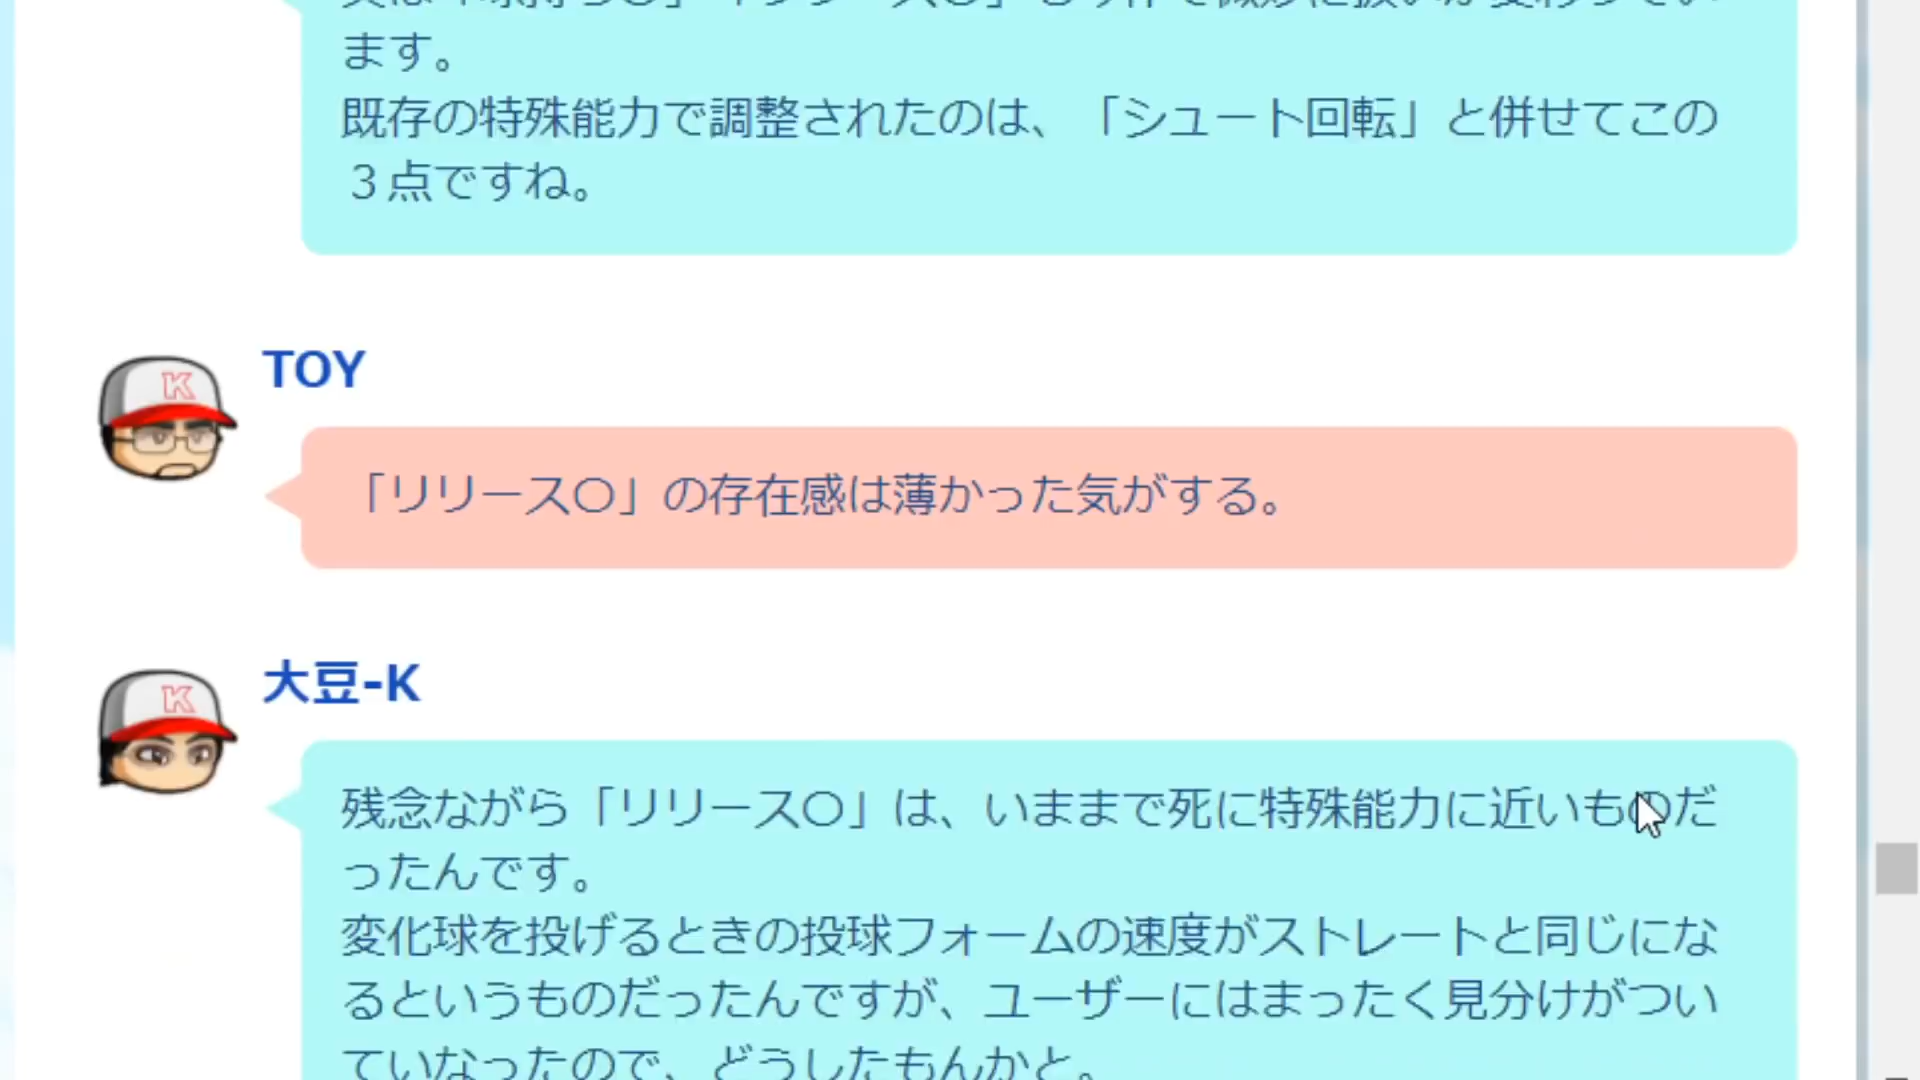 ます。
既存の特殊能力で調整されたのは、「シュート回転」と併せてこの
３点ですね。
TOY
「リリース〇」の存在感は薄かった気がする。
大豆-K
残念ながら「リリース〇」は、いままで死に特殊能力に近いものだ
ったんです。
変化球を投げるときの投球フォームの速度がストレートと同じにな
るというものだったんですが、ユーザーにはまったく見分けがつい
ていなったので、どうしたもんかと。